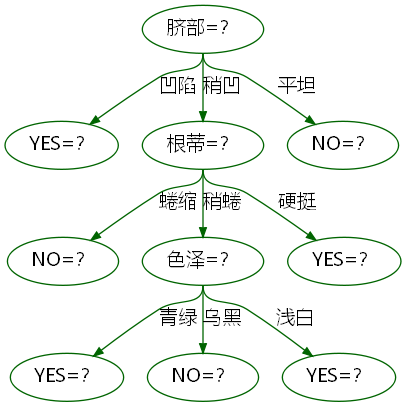 脐部=?
凹陷 稍凹 平坦
YES=? 根蒂=? NO=?
蜷缩 稍蜷 硬挺
NO=? 色泽=? YES=?
青绿 乌黑 浅白
YES=? NO=? YES=?